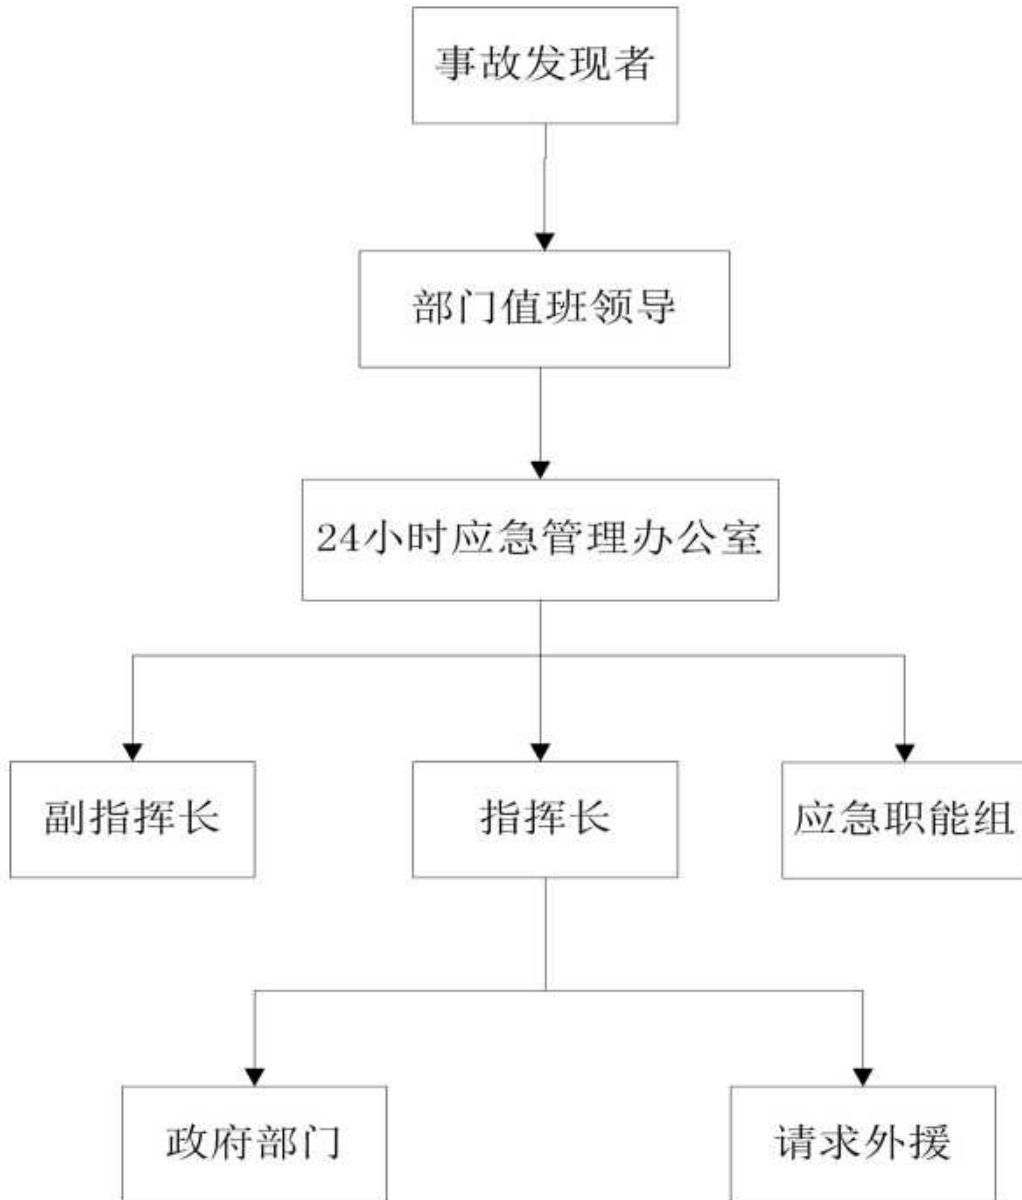 事故发现者
部门值班领导
24小时应急管理办公室
副指挥长
指挥长
应急职能组
政府部门
请求外援